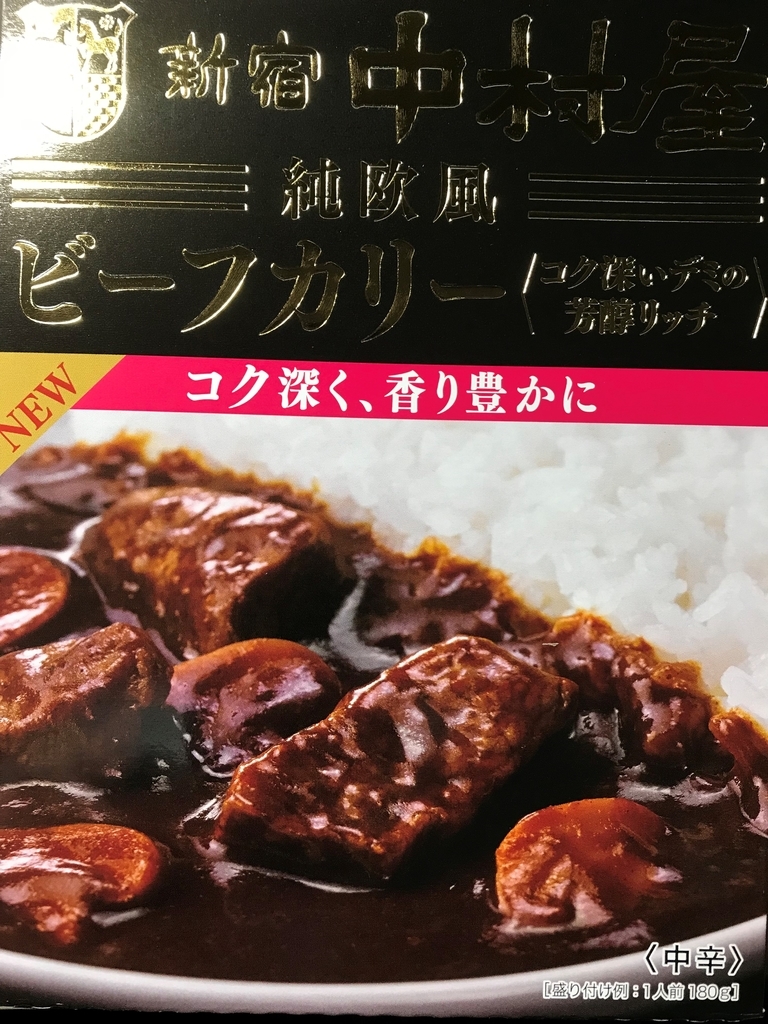 新宿 中村屋
純欧風
ビーフカリー
コク深いデミの
芳醇リッチ
NEW
コク深く、香り豊かに
〈中辛〉
[盛り付け例:1人前180g]